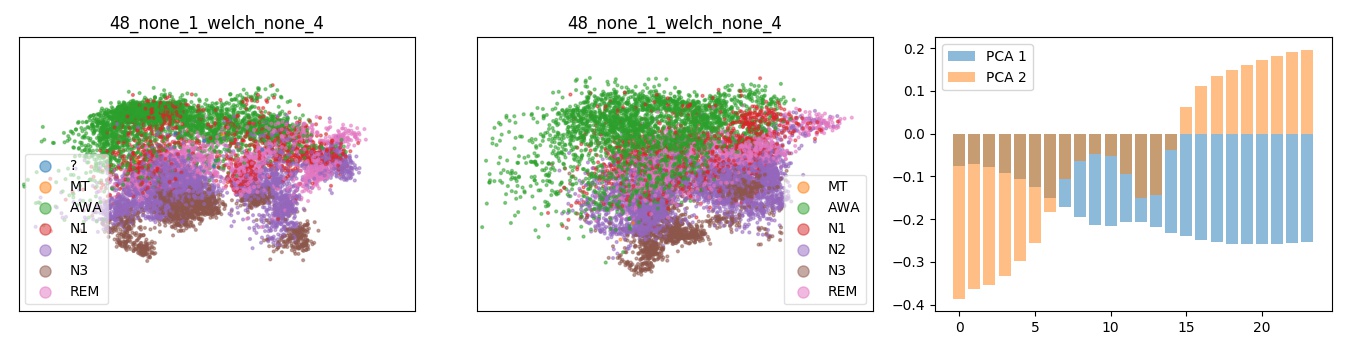 48_none_1_welch_none_4
?
MT
AWA
N1
N2
N3
REM
48_none_1_welch_none_4
MT
AWA
N1
N2
N3
REM
PCA 1
PCA 2
0.2
0.1
0.0
−0.1
−0.2
−0.3
−0.4
0 5 10 15 20